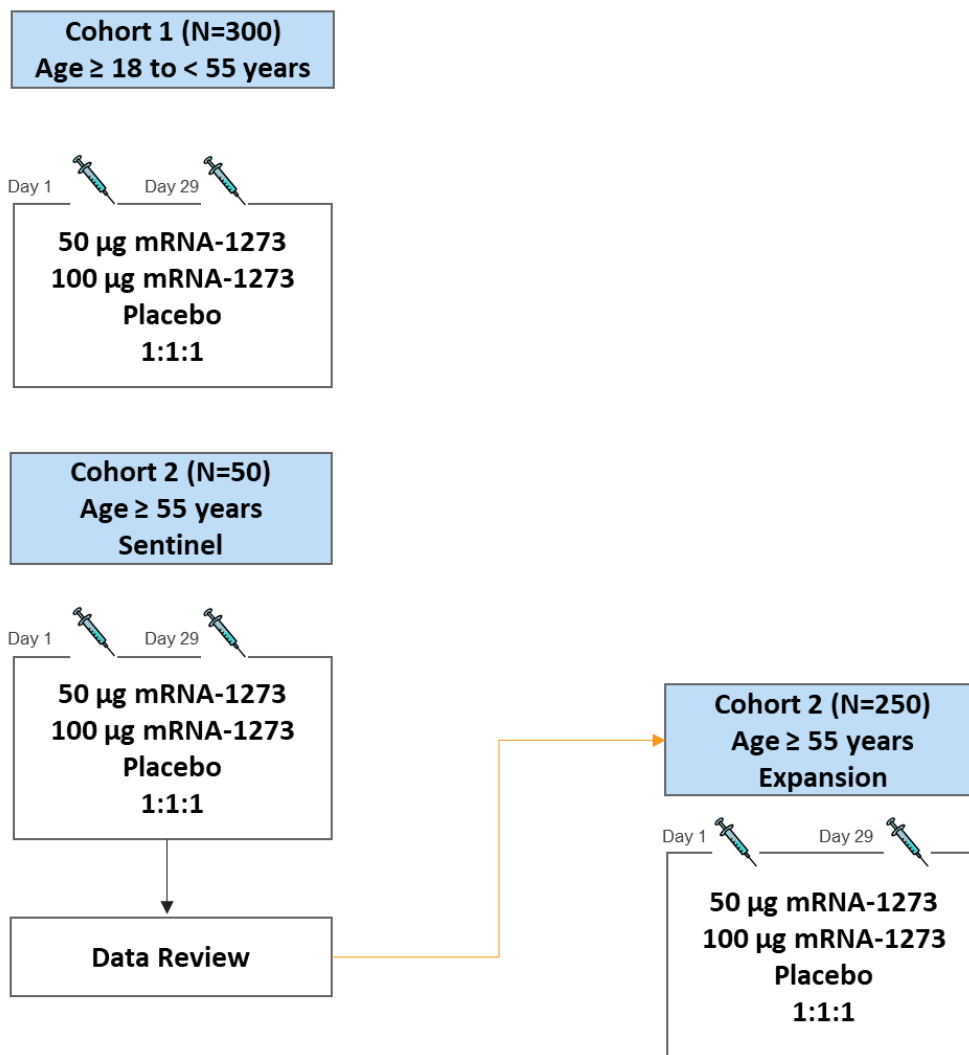 Cohort 1 (N=300)
Age ≥ 18 to < 55 years
Day 1
Day 29
50 µg mRNA-1273
100 µg mRNA-1273
Placebo
1:1:1
Cohort 2 (N=50)
Age ≥ 55 years
Sentinel
Day 1
Day 29
50 µg mRNA-1273
100 µg mRNA-1273
Placebo
1:1:1
Data Review
Cohort 2 (N=250)
Age ≥ 55 years
Expansion
Day 1
Day 29
50 µg mRNA-1273
100 µg mRNA-1273
Placebo
1:1:1